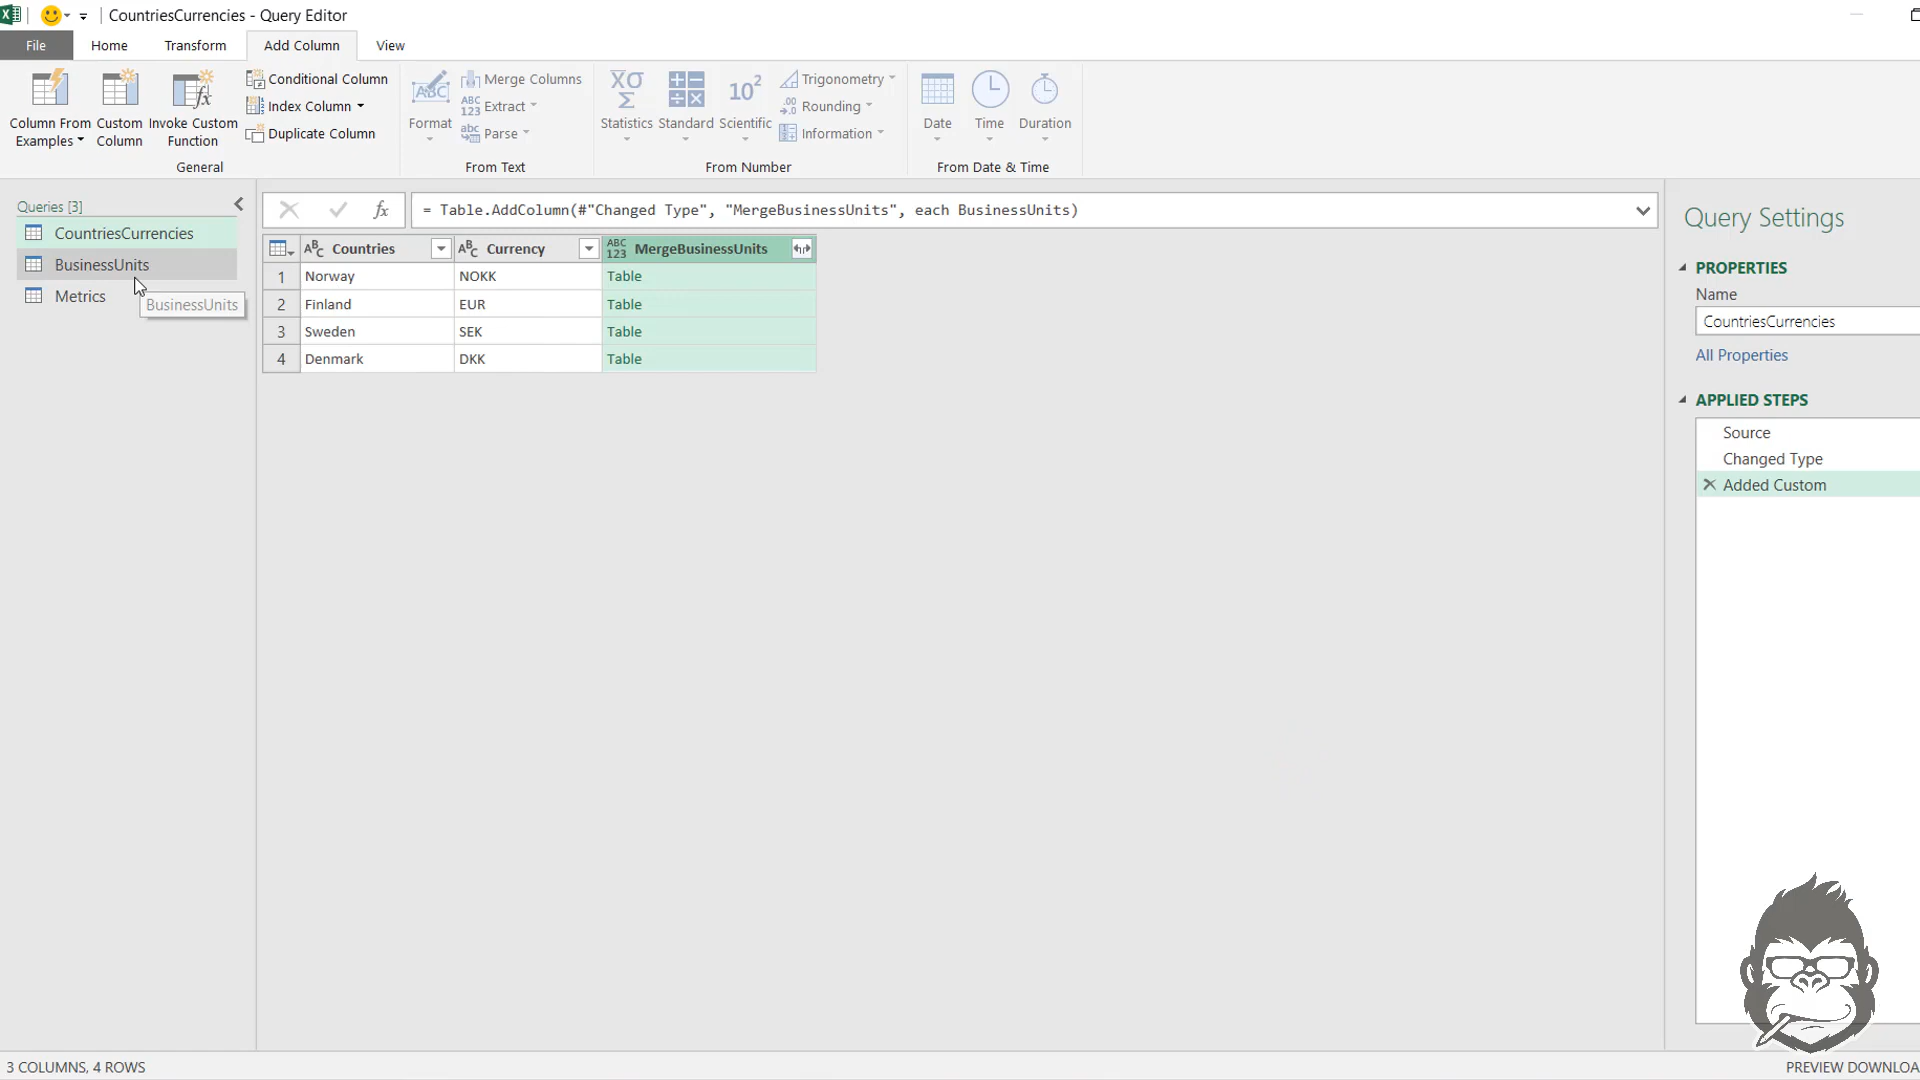 CountriesCurrencies - Query Editor
File Home Transform Add Column View
Column From Examples
Custom Column
Invoke Custom Function
Conditional Column
Index Column
Duplicate Column
General
Format
Merge Columns
Extract
Parse
From Text
Statistics
Standard
Scientific
Trigonometry
Rounding
Information
From Number
Date
Time
Duration
From Date & Time
Queries [3]
CountriesCurrencies
BusinessUnits
Metrics
BusinessUnits
fx = Table.AddColumn(#"Changed Type", "MergeBusinessUnits", each BusinessUnits)
Countries Currency MergeBusinessUnits
1 Norway NOKK Table
2 Finland EUR Table
3 Sweden SEK Table
4 Denmark DKK Table
Query Settings
PROPERTIES
Name
CountriesCurrencies
All Properties
APPLIED STEPS
Source
Changed Type
Added Custom
3 COLUMNS, 4 ROWS
PREVIEW DOWNLOA